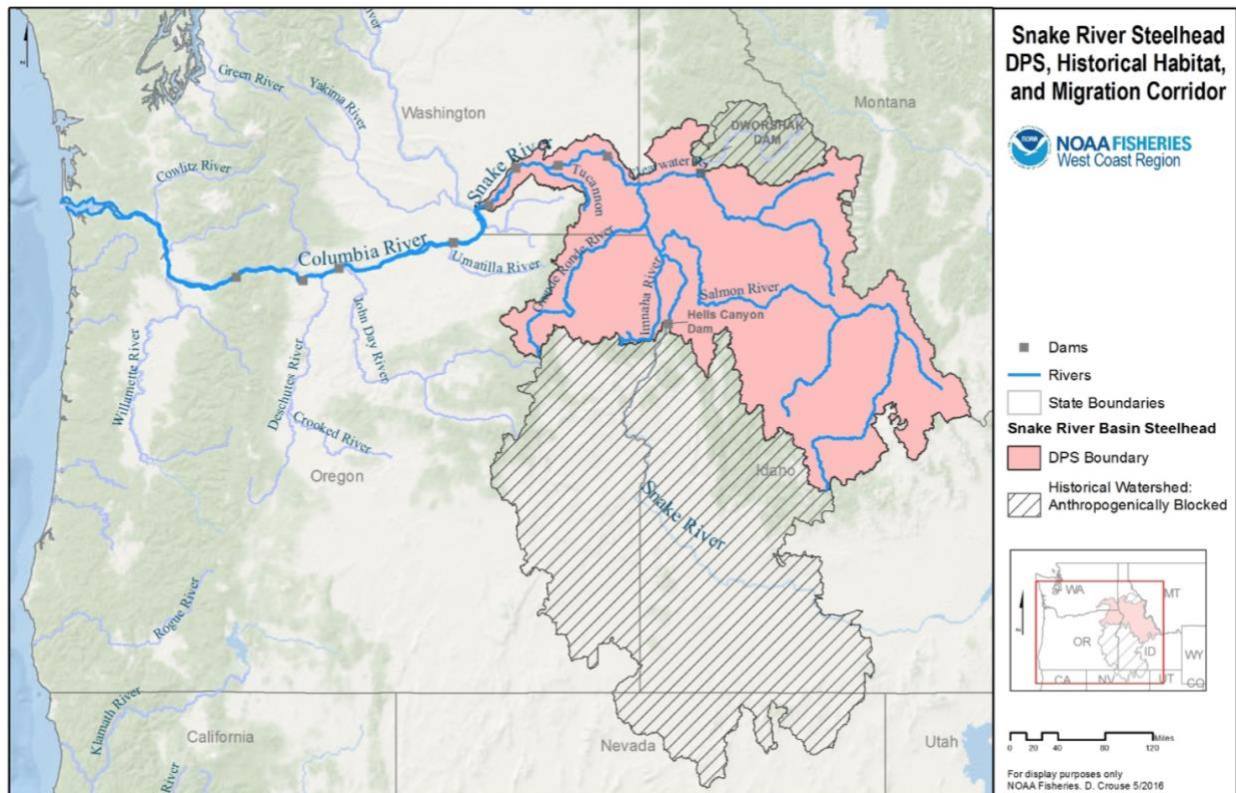 Snake River Steelhead
DPS, Historical Habitat,
and Migration Corridor
NOAA
NOAA FISHERIES
West Coast Region
N
Green River
Yakima River
Washington
Montana
DWORSHAK
DAM
Cowlitz River
Snake River
Clearwater R
Tucannon
Columbia River
Umatilla River
Grande Ronde River
Imnaha River
Salmon River
Hells Canyon
Dam
Willamette River
Deschutes River
John Day River
Crooked River
Oregon
Idaho
Snake River
Rogue River
Klamath River
California
River
Nevada
Utah
Dams
Rivers
State Boundaries
Snake River Basin Steelhead
DPS Boundary
Historical Watershed:
Anthropogenically Blocked
WA
MT
OR
ID
WY
CA
NV
UT
CO
N
0 20 40 80 120
Miles
For display purposes only
NOAA Fisheries. D. Crouse 5/2016